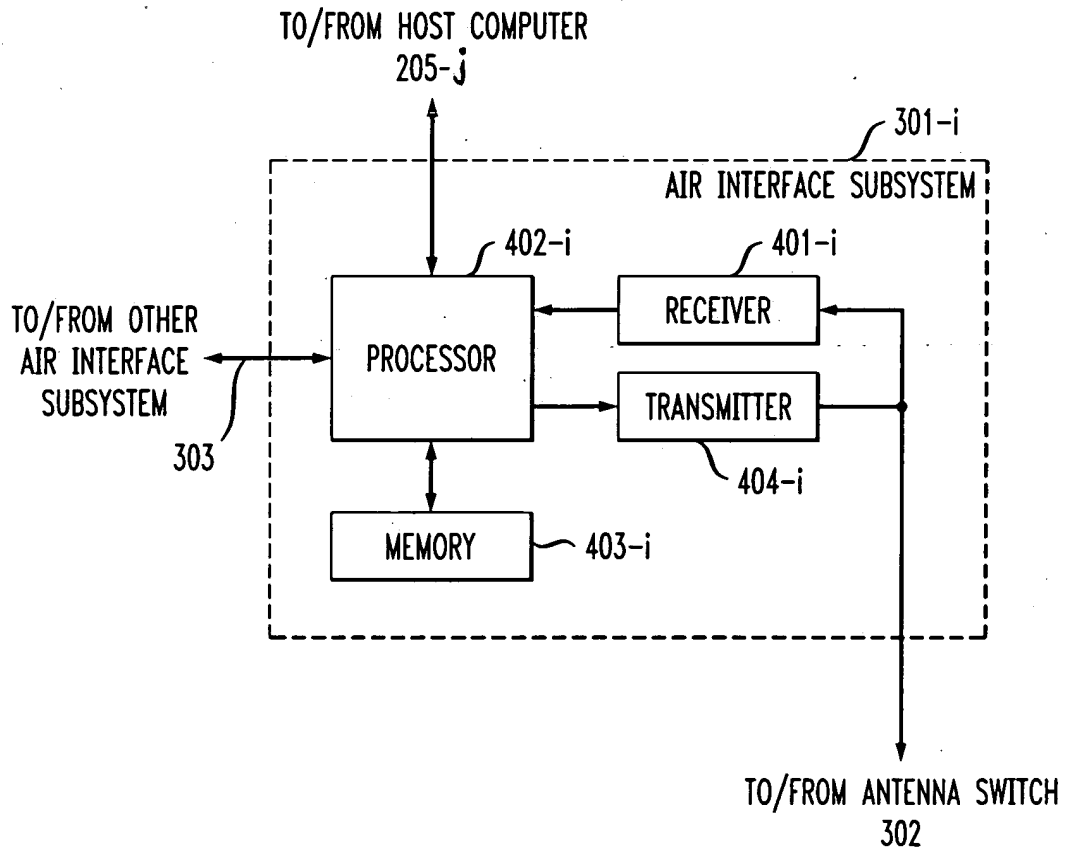 TO/FROM HOST COMPUTER
205-j
301-i
AIR INTERFACE SUBSYSTEM
402-i
401-i
RECEIVER
TO/FROM OTHER
AIR INTERFACE
SUBSYSTEM
PROCESSOR
TRANSMITTER
303
404-i
MEMORY
403-i
TO/FROM ANTENNA SWITCH
302